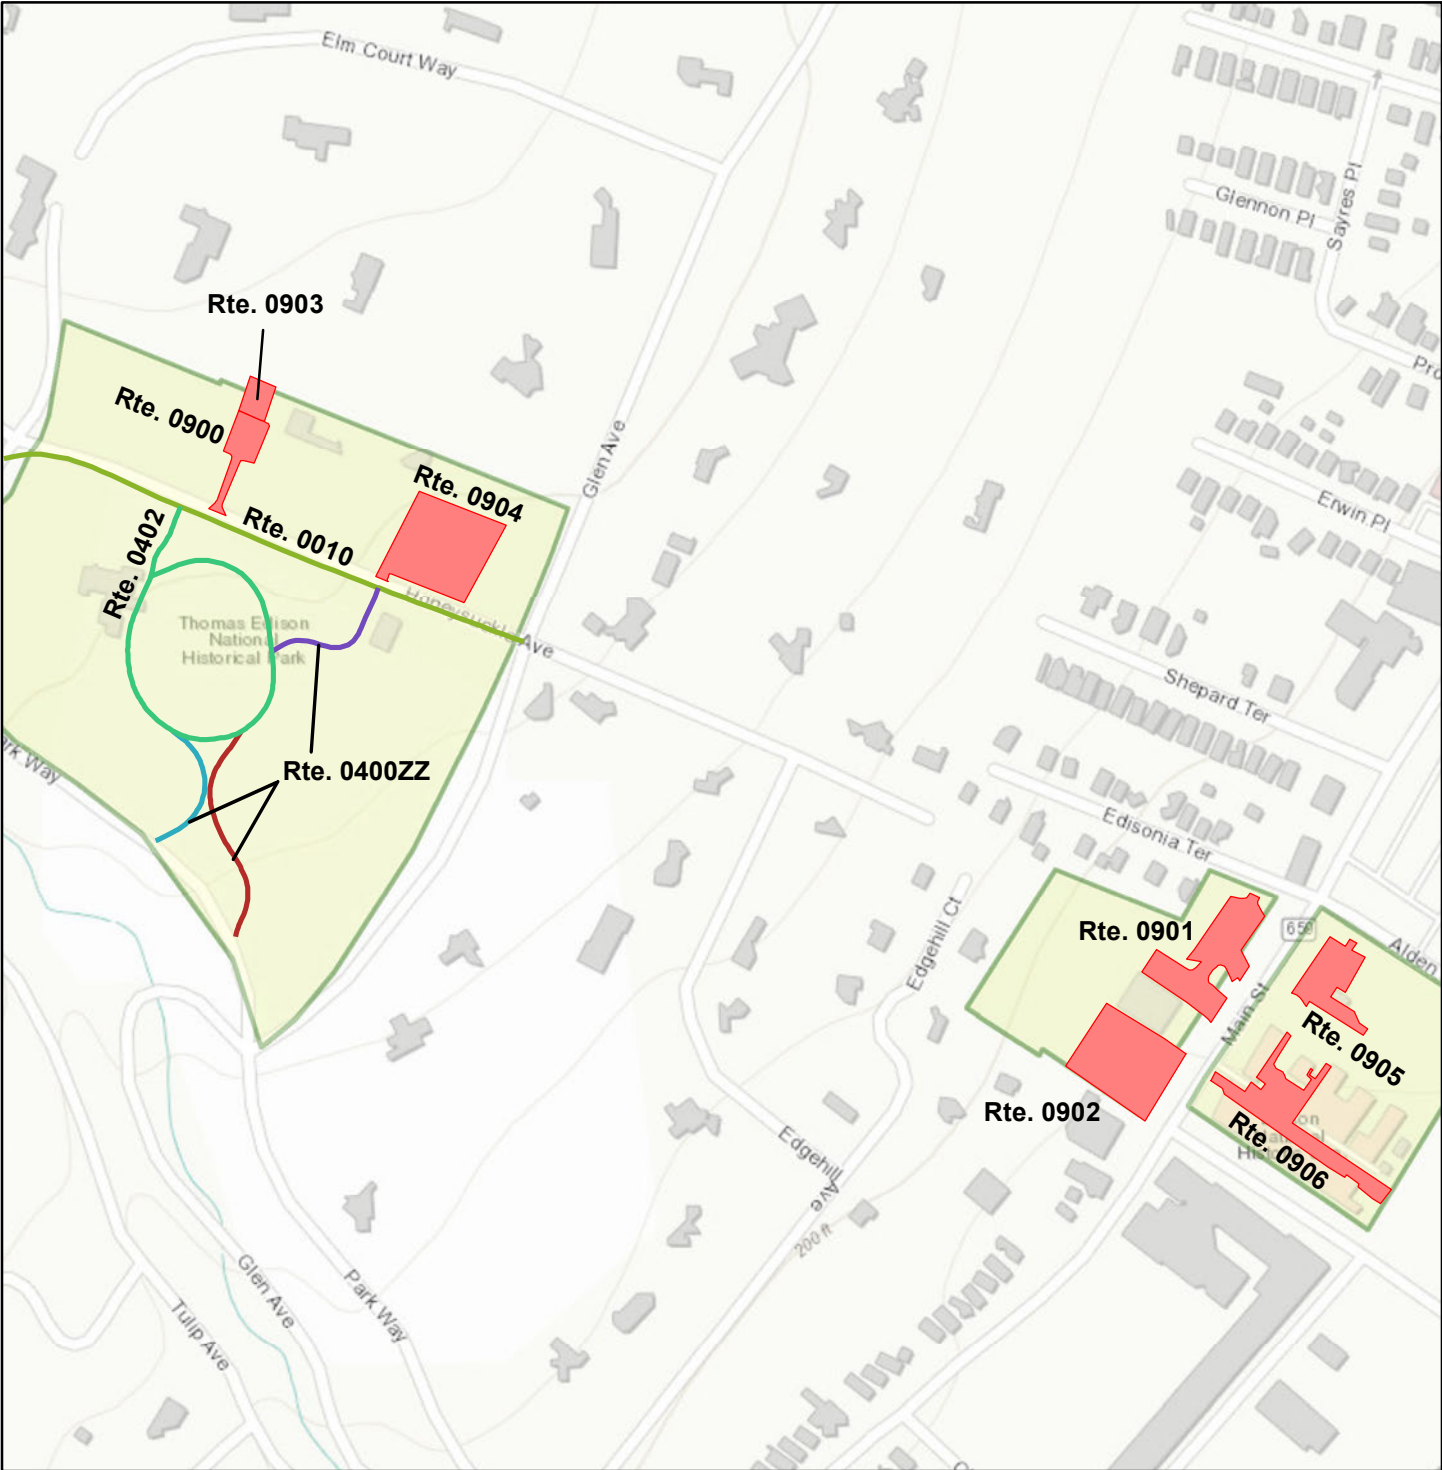 Elm Court Way
Glennon Pl
Sayres Pl
Rte. 0903
Rte. 0900
Glen Ave
Rte. 0904
Rte. 0402
Rte. 0010
Erwin Pl
Honeysuckle Ave
Thomas Edison
National
Historical Park
Shepard Ter
Rte. 0400ZZ
Edisonia Ter
Edgehill Ct
Rte. 0901
659
Alden
Main St
Rte. 0905
Rte. 0902
Rte. 0906
Edgehill
Ave
200 ft
Glen Ave
Park Way
Tulip Ave